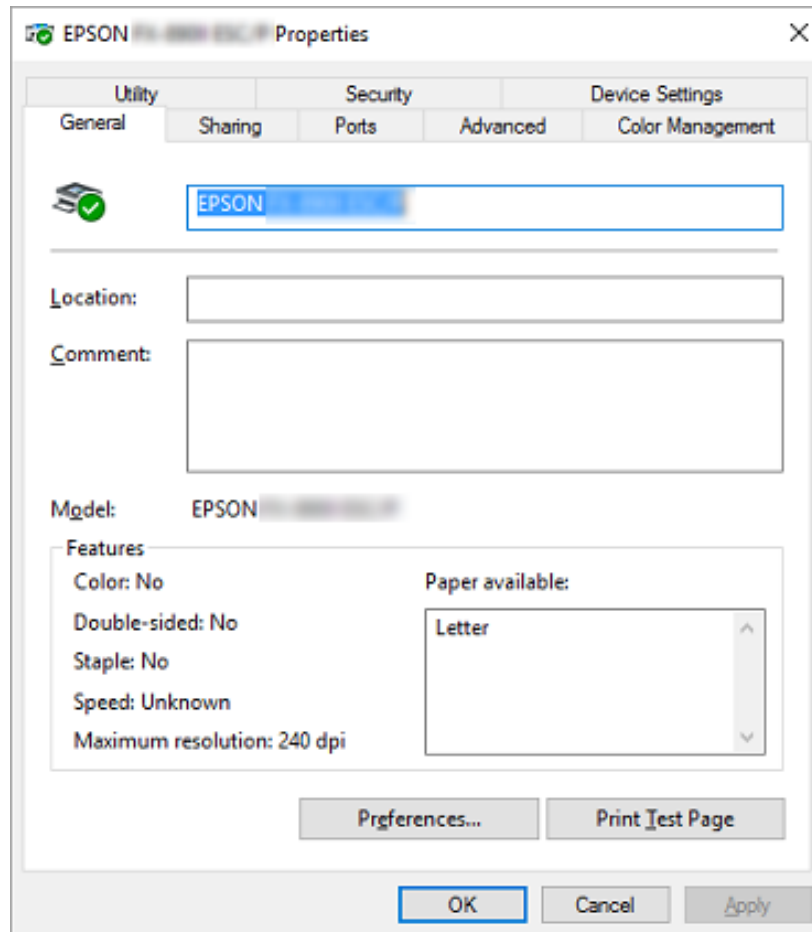 EPSON Properties
Utility Security Device Settings
General Sharing Ports Advanced Color Management
EPSON
Location:
Comment:
Model: EPSON
Features
Color: No
Paper available:
Double-sided: No
Letter
Staple: No
Speed: Unknown
Maximum resolution: 240 dpi
Preferences... Print Test Page
OK Cancel Apply